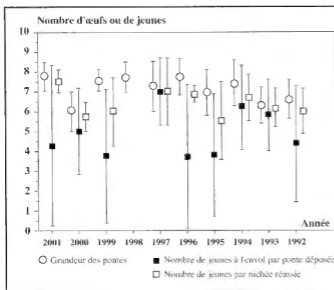 Nombre d'œufs ou de jeunes
10
9
8
7
6
5
4
3
2
1
0
Année
2001 2000 1999 1998 1997 1996 1995 1994 1993 1992
Grandeur des pontes
Nombre de jeunes à l'envol par ponte déposée
Nombre de jeunes par nichée réussie